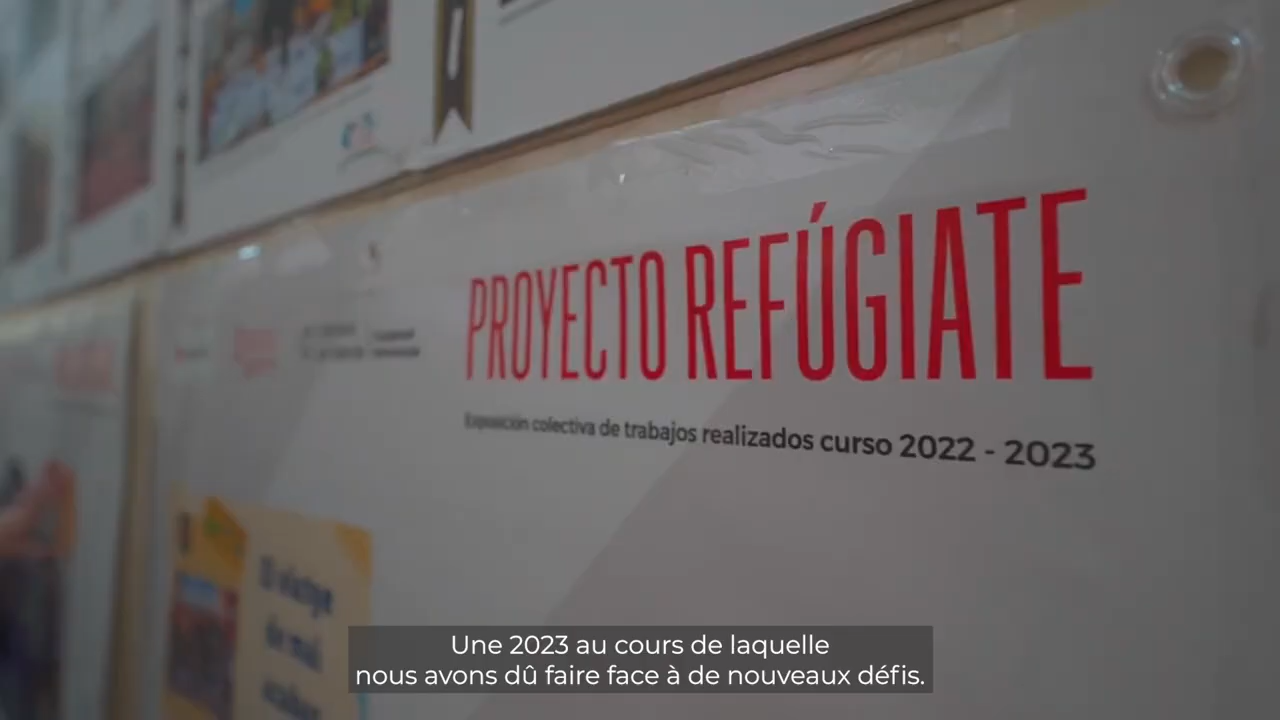 PROYECTO REFÚGIATE
Exposición colectiva de trabajos realizados curso 2022 - 2023
Une 2023 au cours de laquelle
nous avons dû faire face à de nouveaux défis.